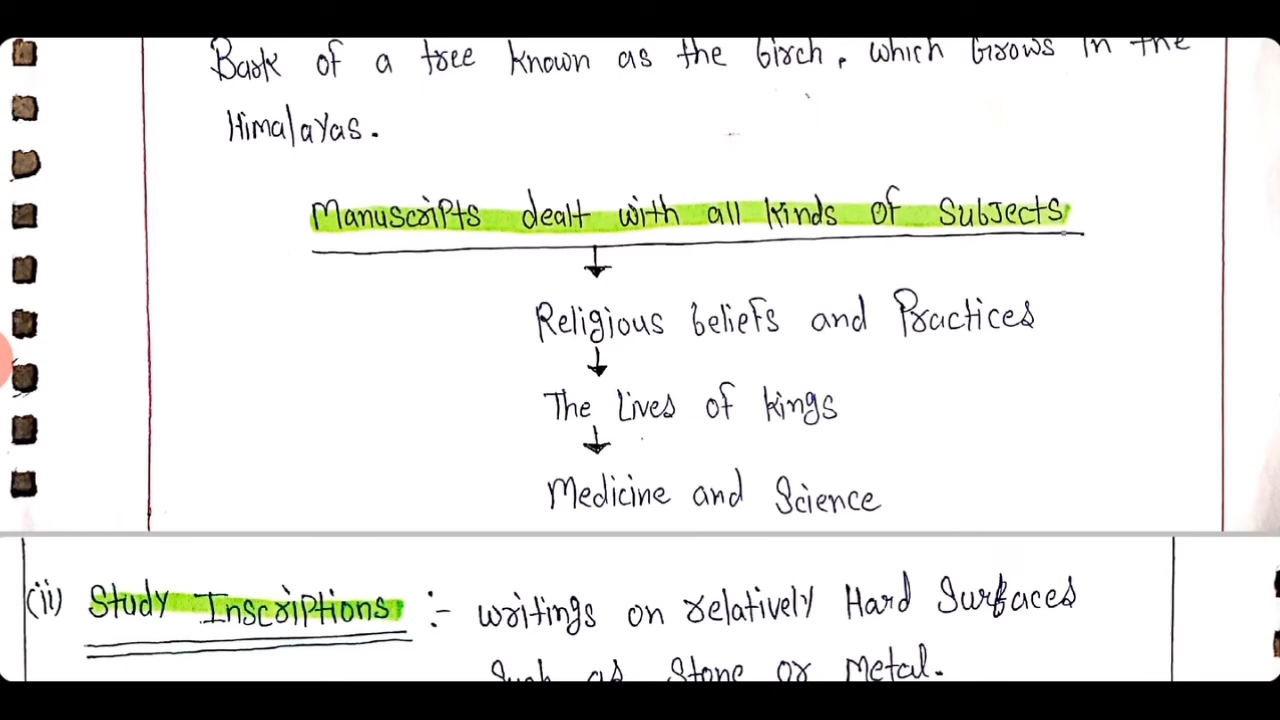 Bark of a tree known as the birch, which Grows in the
Himalayas.
Manuscripts dealt with all kinds of Subjects
Religious beliefs and Practices
The Lives of kings
Medicine and Science
(ii) Study Inscriptions :- writings on relatively Hard Surfaces
Such as Stone or Metal.